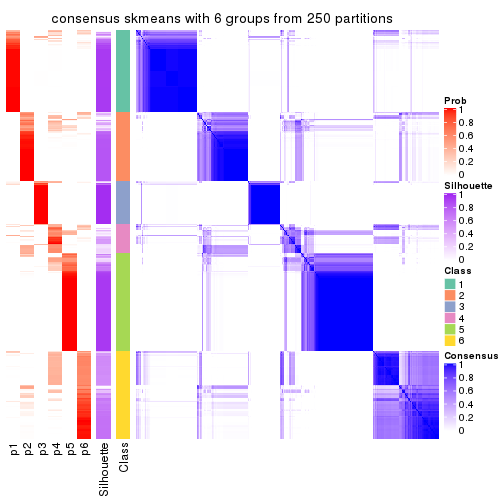 consensus skmeans with 6 groups from 250 partitions
Prob
1
0.8
0.6
0.4
0.2
0
Silhouette
1
0.8
0.6
0.4
0.2
0
Class
1
2
3
4
5
6
Consensus
1
0.8
0.6
0.4
0.2
0
p1
p2
p3
p4
p5
p6
Silhouette
Class